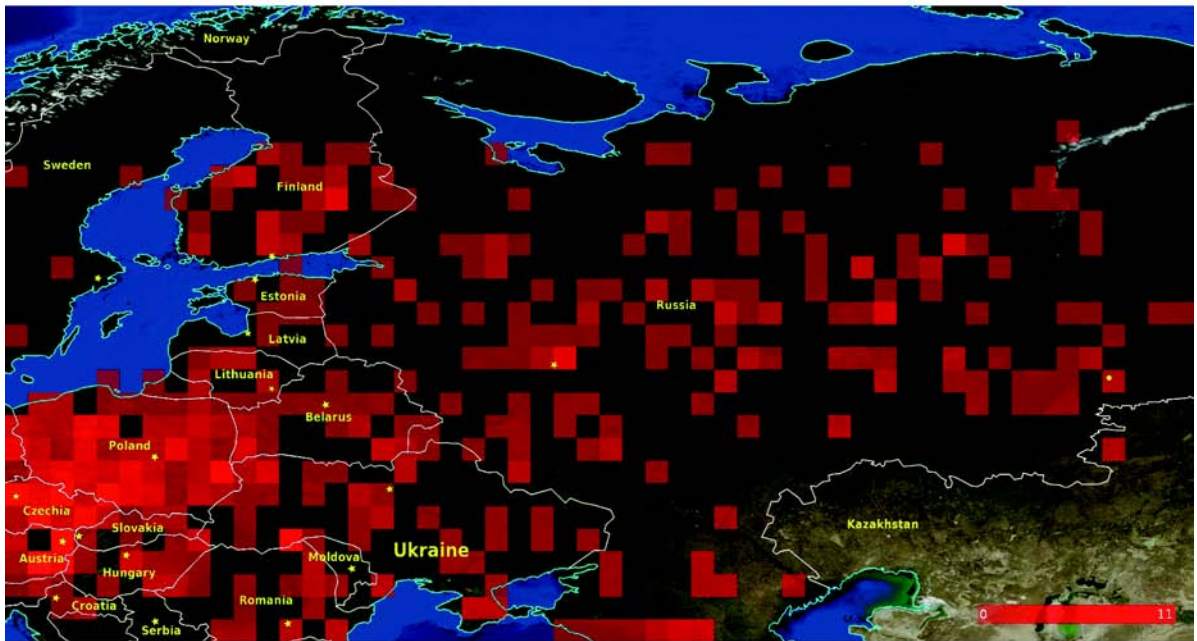 Norway
Sweden
Finland
Estonia
Russia
Latvia
Lithuania
Belarus
Poland
Czechia
Slovakia
Kazakhstan
Ukraine
Austria
Moldova
Hungary
Romania
Croatia
Serbia
0 11